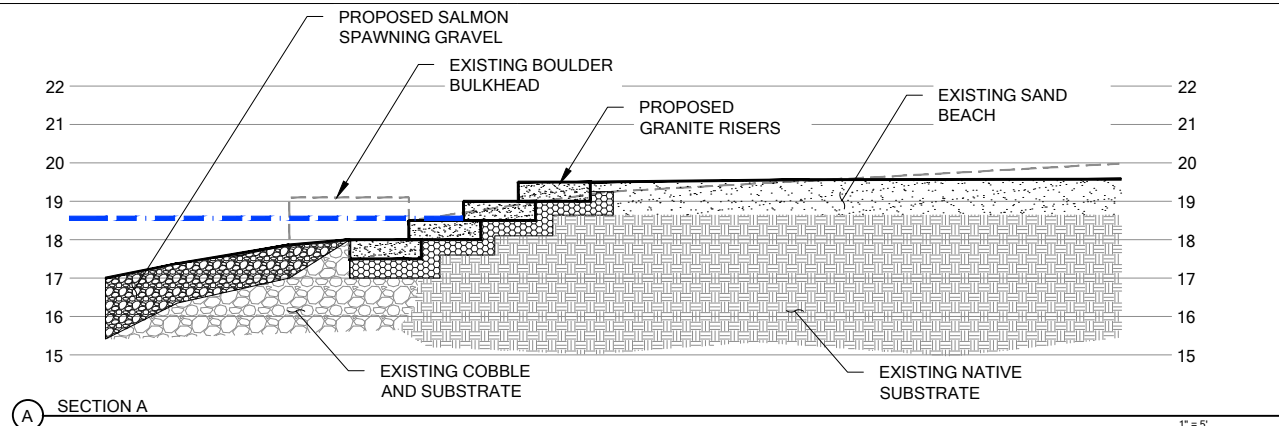 PROPOSED SALMON
SPAWNING GRAVEL
EXISTING BOULDER
BULKHEAD
PROPOSED
GRANITE RISERS
EXISTING SAND
BEACH
22 22
21 21
20 20
19 19
18 18
17 17
16 16
15 15
EXISTING COBBLE
AND SUBSTRATE
EXISTING NATIVE
SUBSTRATE
A SECTION A
1" = 5'